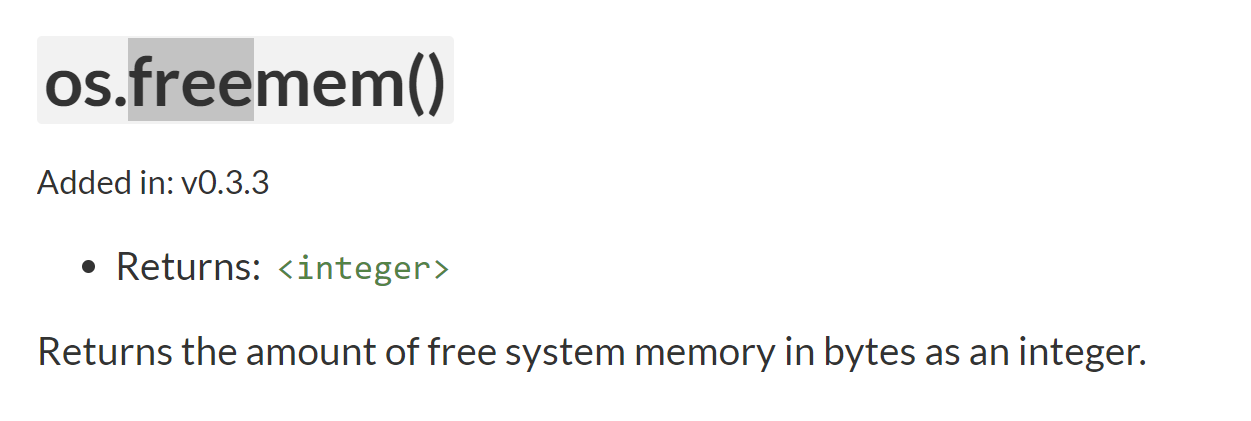 os.freemem()
Added in: v0.3.3
• Returns: <integer>
Returns the amount of free system memory in bytes as an integer.